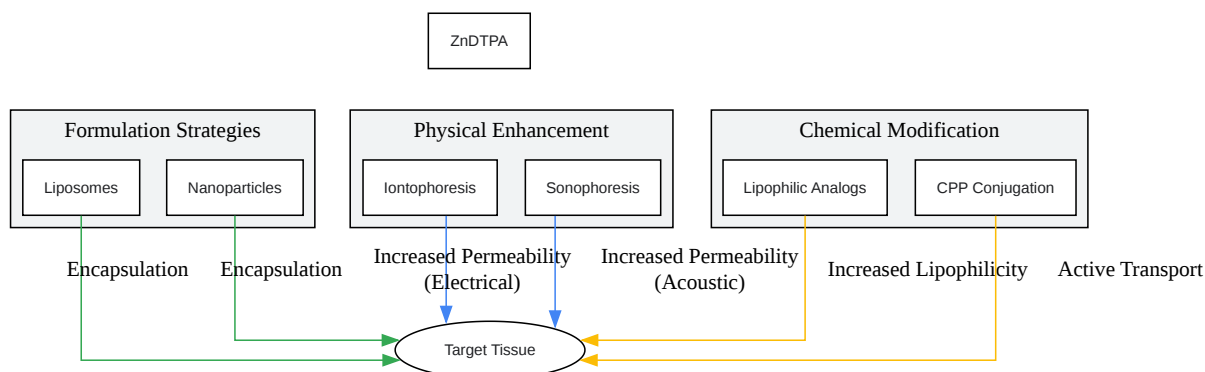 ZnDTPA
Formulation Strategies
Physical Enhancement
Chemical Modification
Liposomes
Nanoparticles
Iontophoresis
Sonophoresis
Lipophilic Analogs
CPP Conjugation
Encapsulation
Encapsulation
Increased Permeability
(Electrical)
Increased Permeability
(Acoustic)
Increased Lipophilicity
Active Transport
Target Tissue